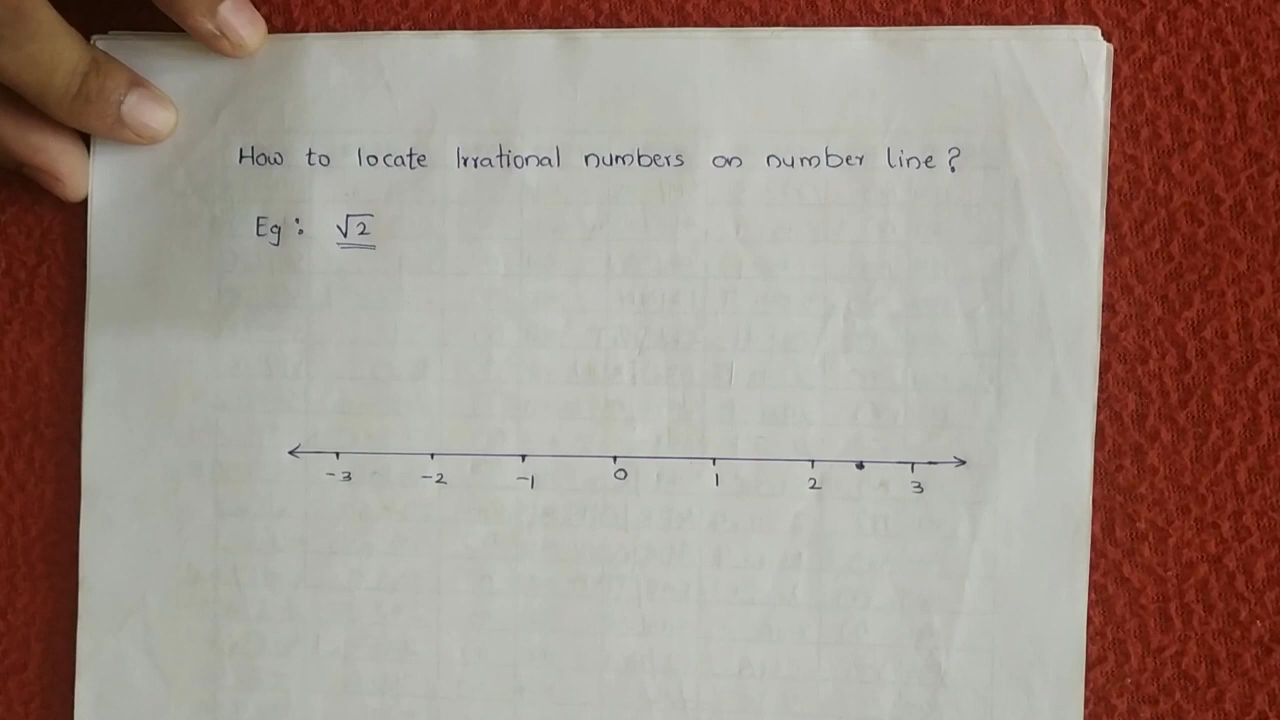 How to locate Irrational numbers on number line?
Eg: √2
-3 -2 -1 0 1 2 3